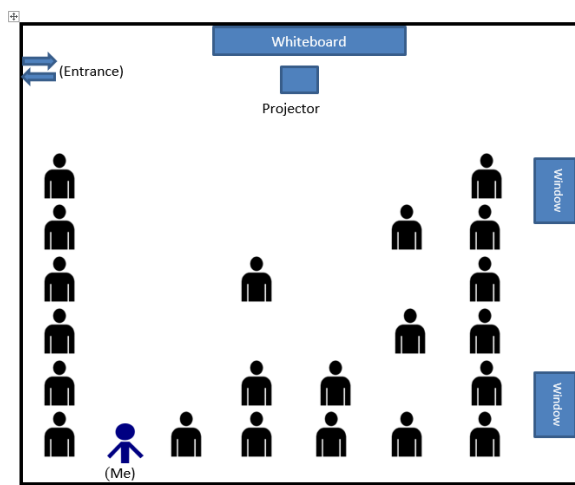 Whiteboard
(Entrance)
Projector
Window
Window
(Me)